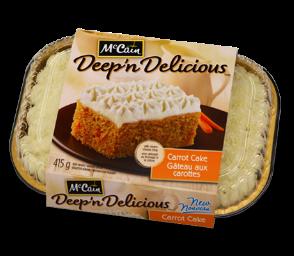 McCain
Deep'n Delicious
415 g
Carrot Cake
Gâteau aux
carottes
McCain
Deep'n Delicious
New
Nouveau
Carrot Cake